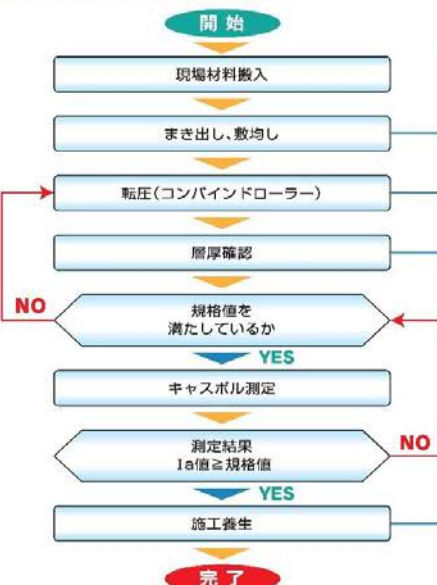 開始
現場材料搬入
まき出し、敷均し
転圧(コンバインドローラー)
層厚確認
規格値を
満たしているか
NO
YES
キャスポル測定
測定結果
Ia値≧規格値
NO
YES
施工養生
完了